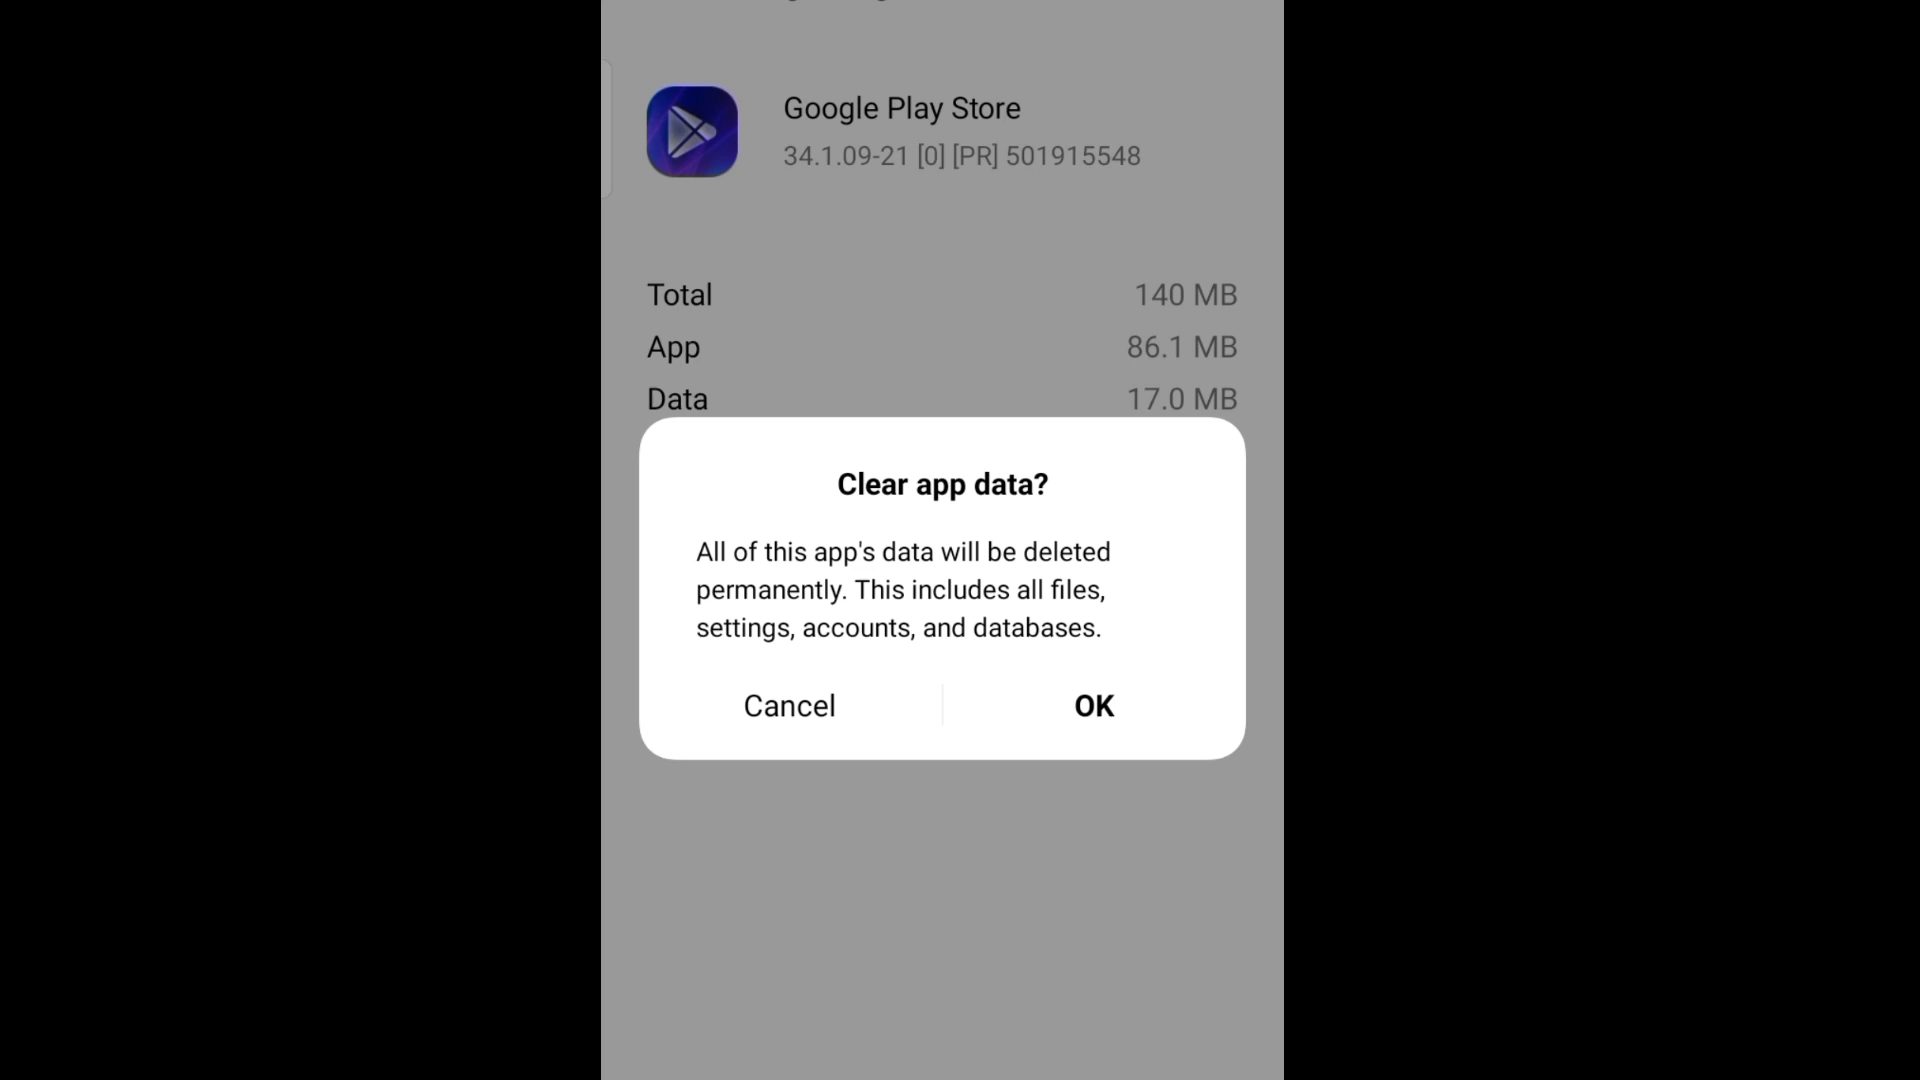 Google Play Store
34.1.09-21 [0] [PR] 501915548
Total 140 MB
App 86.1 MB
Data 17.0 MB
Clear app data?
All of this app's data will be deleted
permanently. This includes all files,
settings, accounts, and databases.
Cancel OK